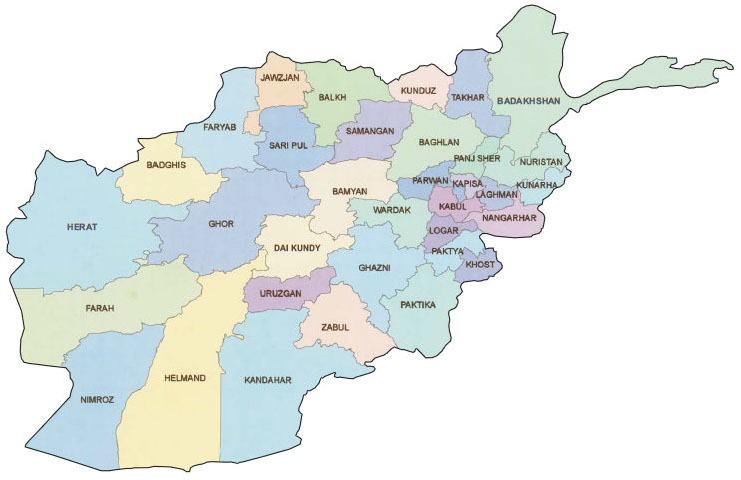 JAWZJAN
BALKH
KUNDUZ
TAKHAR
BADAKHSHAN
FARYAB
SAMANGAN
SARI PUL
BAGHLAN
PANJ SHER
NURISTAN
BADGHIS
BAMYAN
PARWAN
KAPISA
KUNARHA
LAGHMAN
KABUL
WARDAK
NANGARHAR
HERAT
GHOR
LOGAR
DAI KUNDY
PAKTYA
KHOST
GHAZNI
URUZGAN
PAKTIKA
FARAH
ZABUL
HELMAND
KANDAHAR
NIMROZ